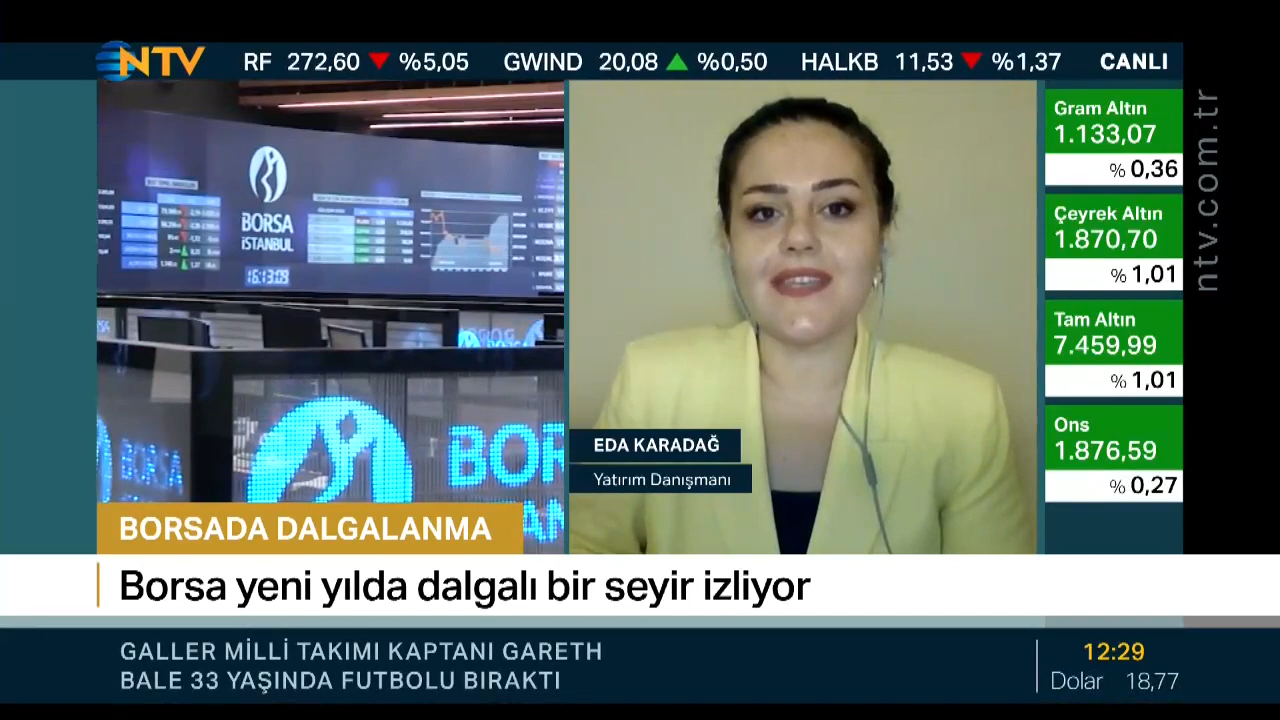 NTV
RF 272,60 %5,05 GWIND 20,08 %0,50 HALKB 11,53 %1,37 CANLI
Gram Altın
1.133,07
% 0,36
Çeyrek Altın
1.870,70
% 1,01
Tam Altın
7.459,99
% 1,01
Ons
1.876,59
% 0,27
ntv.com.tr
BORSA
İSTANBUL
16:13:09
BORSA
EDA KARADAĞ
Yatırım Danışmanı
BORSADA DALGALANMA
Borsa yeni yılda dalgalı bir seyir izliyor
GALLER MİLLİ TAKIMI KAPTANI GARETH
BALE 33 YAŞINDA FUTBOLU BIRAKTI
12:29
Dolar 18,77